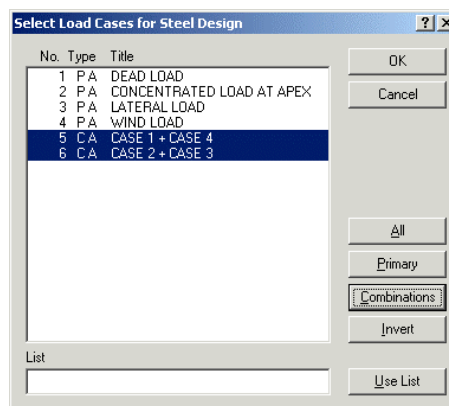 Select Load Cases for Steel Design
No. Type Title
1 P A DEAD LOAD
2 P A CONCENTRATED LOAD AT APEX
3 P A LATERAL LOAD
4 P A WIND LOAD
5 C A CASE 1 + CASE 4
6 C A CASE 2 + CASE 3
OK
Cancel
All
Primary
Combinations
Invert
List
Use List